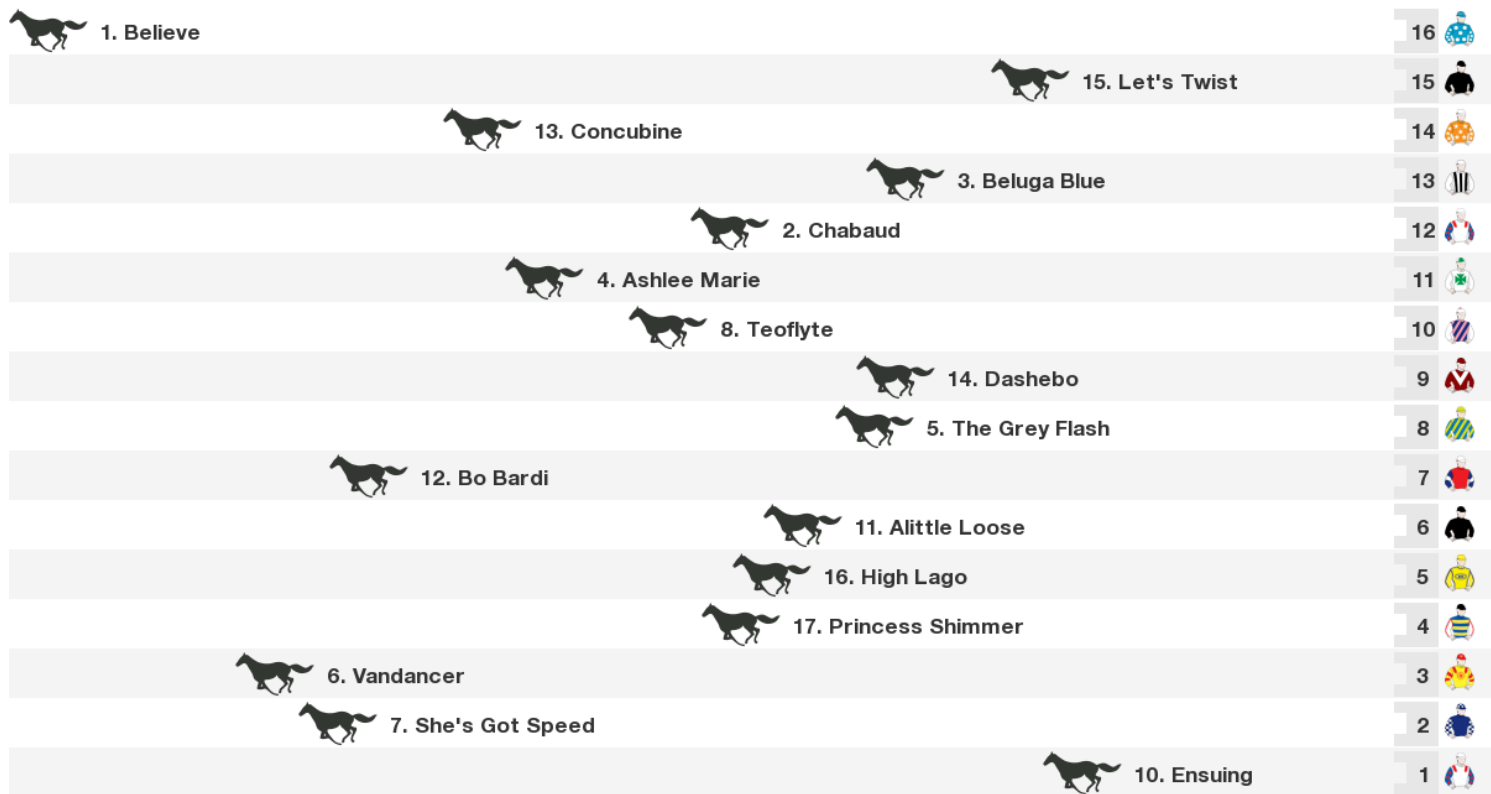 1. Believe 16
15. Let's Twist 15
13. Concubine 14
3. Beluga Blue 13
2. Chabaud 12
4. Ashlee Marie 11
8. Teoflyte 10
14. Dashebo 9
5. The Grey Flash 8
12. Bo Bardi 7
11. Alittle Loose 6
16. High Lago 5
17. Princess Shimmer 4
6. Vandancer 3
7. She's Got Speed 2
10. Ensuing 1